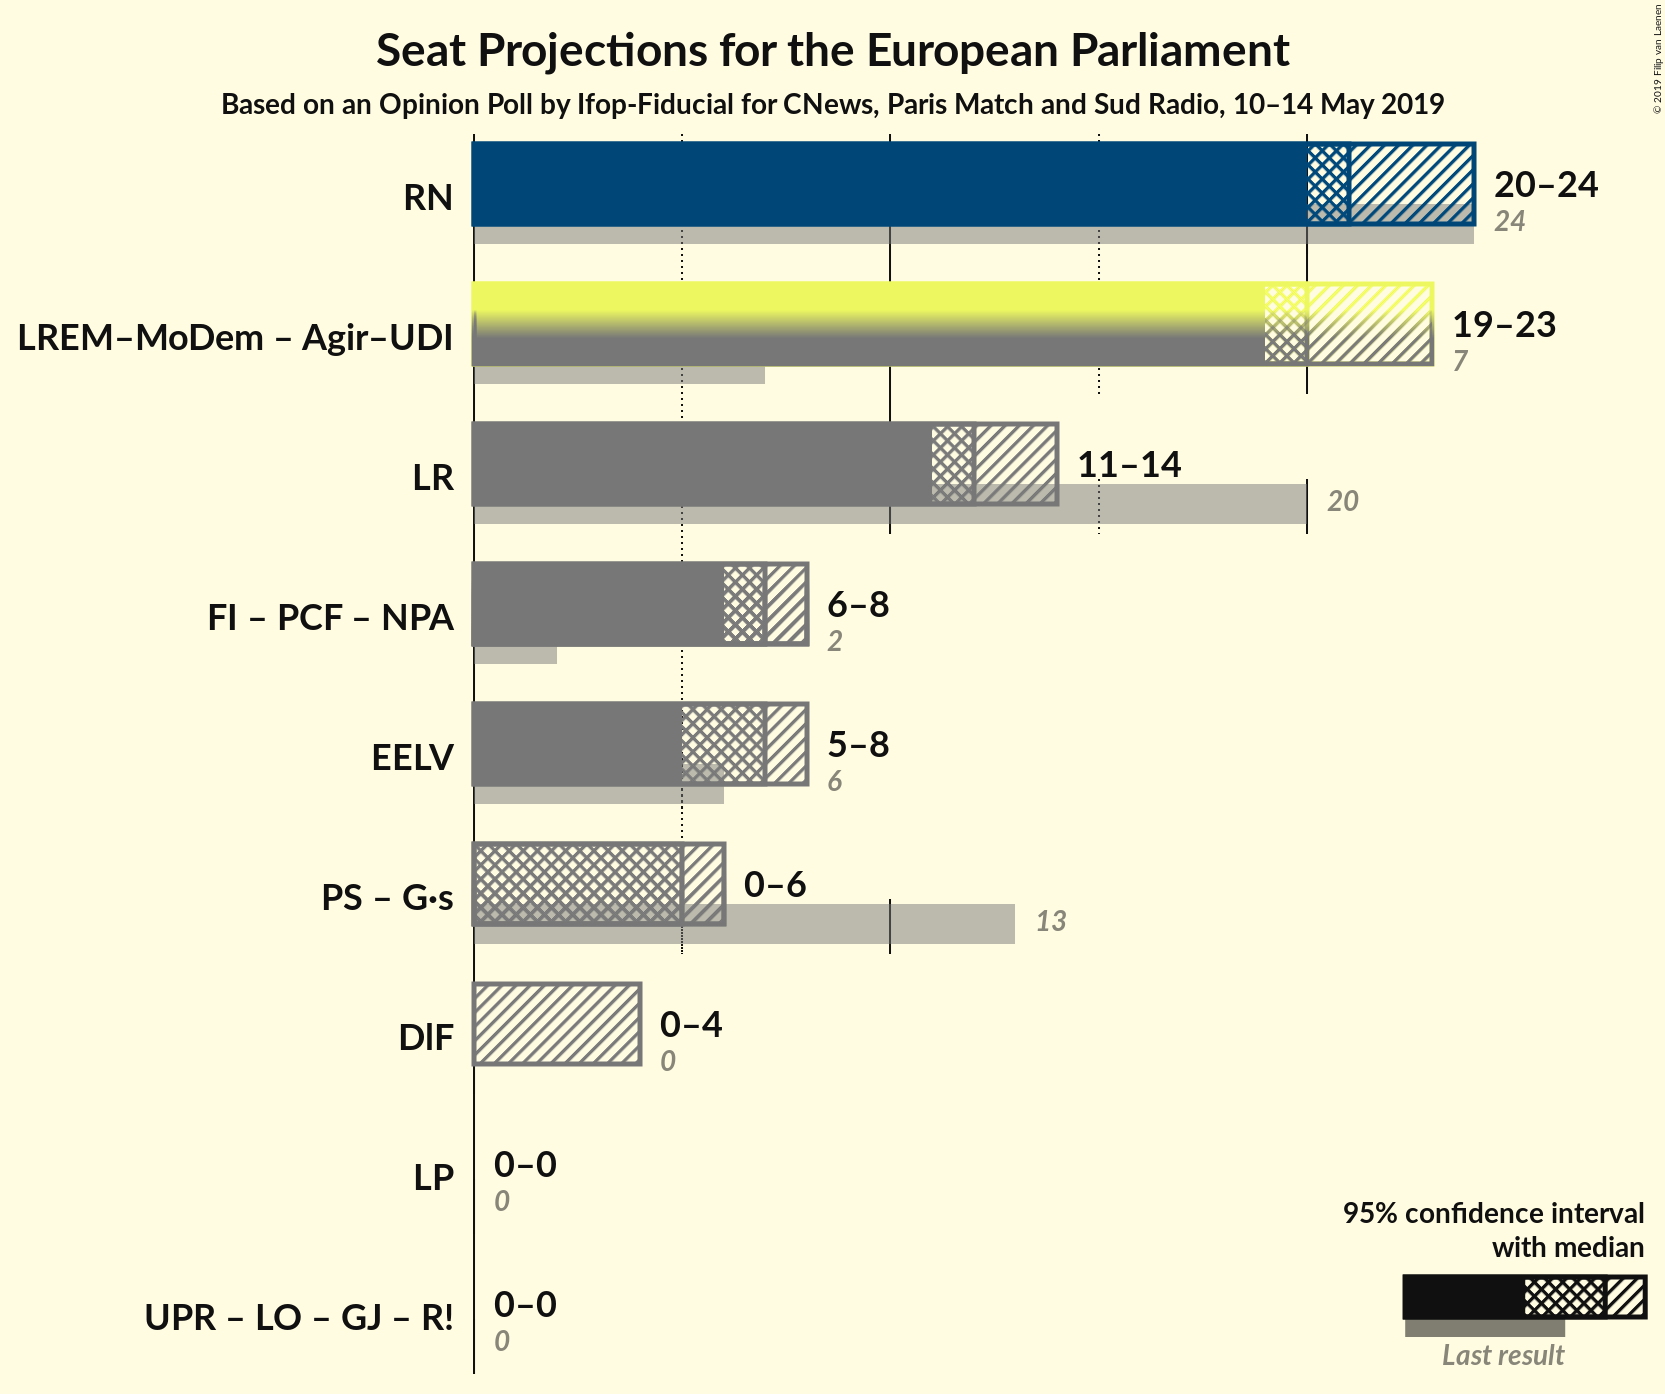 Seat Projections for the European Parliament
Based on an Opinion Poll by Ifop-Fiducial for CNews, Paris Match and Sud Radio, 10–14 May 2019
© 2019 Filip van Laenen
RN
20–24
24
LREM–MoDem – Agir–UDI
19–23
7
LR
11–14
20
FI – PCF – NPA
6–8
2
EELV
5–8
6
PS – G·s
0–6
13
DlF
0–4
0
LP
0–0
0
UPR – LO – GJ – R!
0–0
0
95% confidence interval
with median
Last result